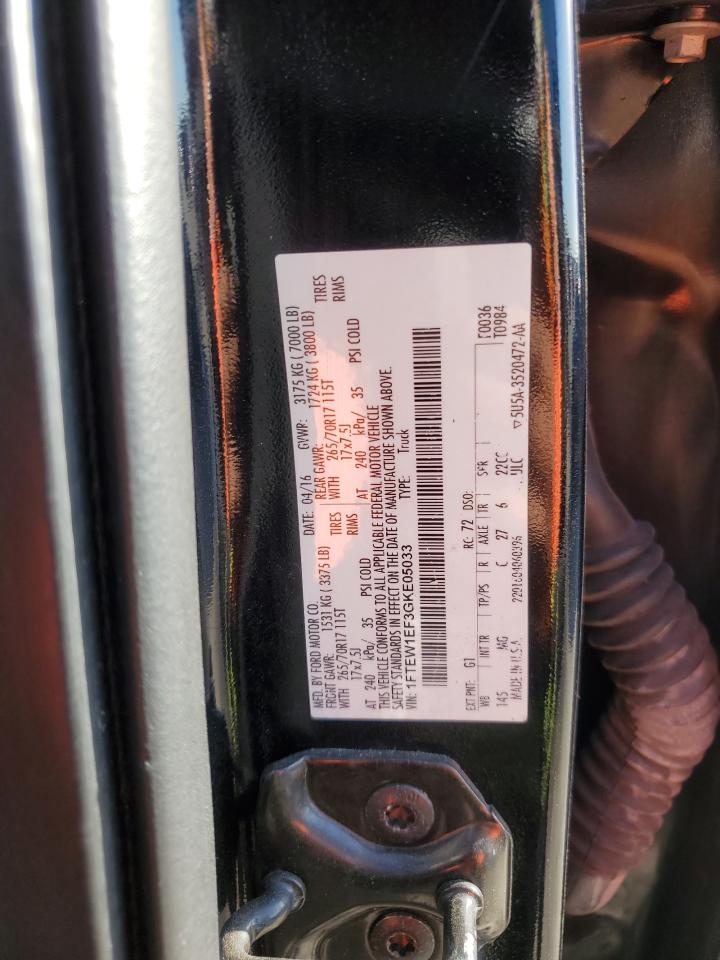 MFD. BY FORD MOTOR CO. DATE: 04/16 GVWR: 3175 KG ( 7000 LB)
FRONT GAWR: 1531 KG ( 3375 LB) REAR GAWR: 1724 KG ( 3800 LB)
WITH 265/70R17 115T TIRES WITH 265/70R17 115T TIRES
17x7.5J RIMS 17x7.5J RIMS
AT 240 kPa/ 35 PSI COLD AT 240 kPa/ 35 PSI COLD
THIS VEHICLE CONFORMS TO ALL APPLICABLE FEDERAL MOTOR VEHICLE
SAFETY STANDARDS IN EFFECT ON THE DATE OF MANUFACTURE SHOWN ABOVE.
VIN: 1FTEW1EF3GKE05033 TYPE: Truck
EXT PNT: G1 RC: 72 DSO:
WB INT TR TP/PS R AXLE TR SPR T0036
145 MG C 27 6 22CC T09B4
MADE IN U.S.A. ULC ▽5U5A-3520472-AA